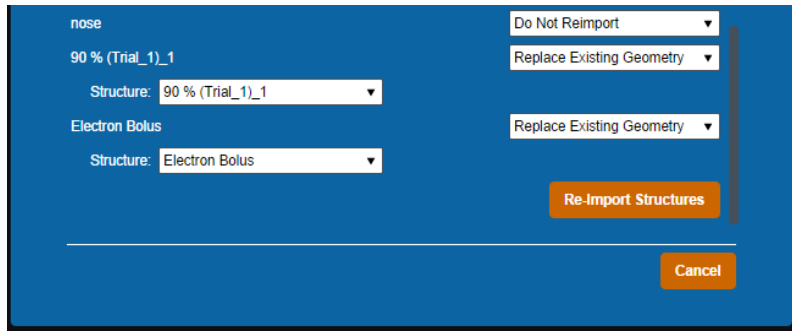 nose Do Not Reimport
90 % (Trial_1)_1 Replace Existing Geometry
Structure: 90 % (Trial_1)_1
Electron Bolus Replace Existing Geometry
Structure: Electron Bolus
Re-Import Structures
Cancel